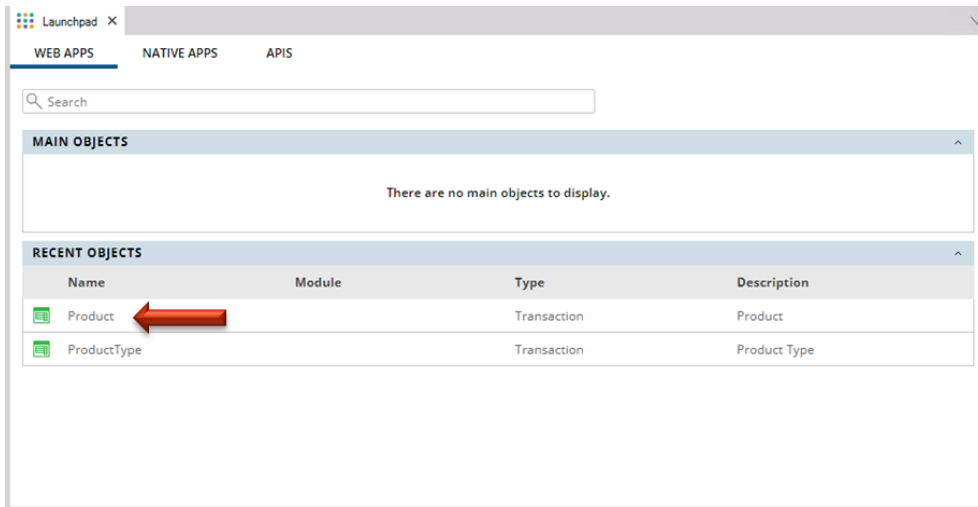 Launchpad
WEB APPS NATIVE APPS APIS
Search
MAIN OBJECTS
There are no main objects to display.
RECENT OBJECTS
Name Module Type Description
Product Transaction Product
ProductType Transaction Product Type